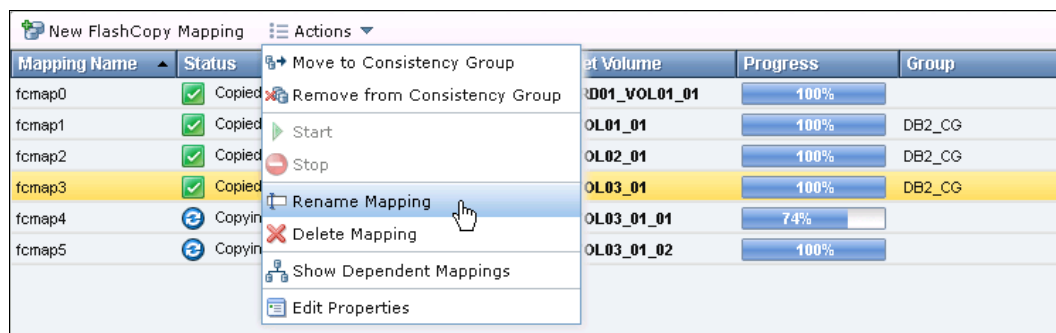 New FlashCopy Mapping Actions
Mapping Name Status et Volume Progress Group
Move to Consistency Group
fcmap0 Copied RD01_VOL01_01 100%
Remove from Consistency Group
fcmap1 Copied OL01_01 100% DB2_CG
Start
fcmap2 Copied OL02_01 100% DB2_CG
Stop
fcmap3 Copied OL03_01 100% DB2_CG
Rename Mapping
fcmap4 Copyin OL03_01_01 74%
Delete Mapping
fcmap5 Copyin OL03_01_02 100%
Show Dependent Mappings
Edit Properties